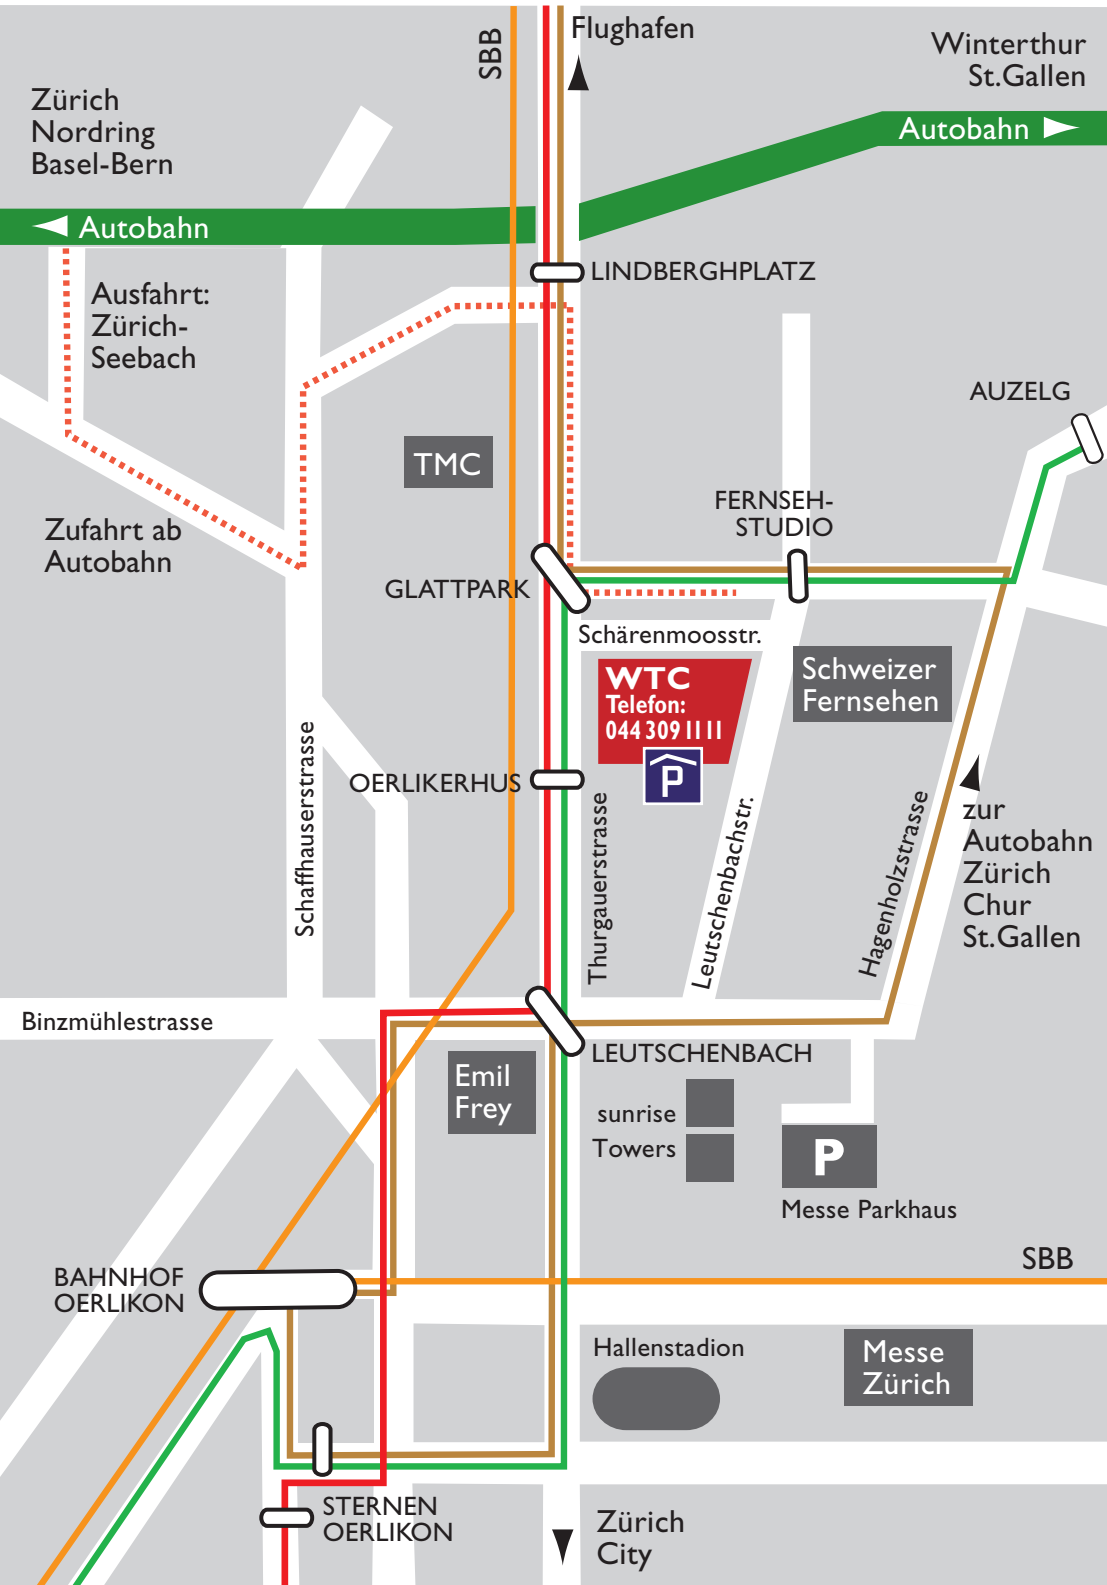 SBB
Flughafen
Winterthur
St.Gallen
Zürich
Nordring
Basel-Bern
Autobahn
Autobahn
LINDBERGHPLATZ
Ausfahrt:
Zürich-
Seebach
AUZELG
TMC
FERNSEH-
STUDIO
Zufahrt ab
Autobahn
GLATTPARK
Schärenmoosstr.
WTC
Telefon:
044 309 11 11
P
Schweizer
Fernsehen
Schaffhauserstrasse
OERLIKERHUS
Thurgauerstrasse
Leutschenbachstr.
Hagenholzstrasse
zur
Autobahn
Zürich
Chur
St.Gallen
Binzmühlestrasse
LEUTSCHENBACH
Emil
Frey
sunrise
Towers
P
Messe Parkhaus
SBB
BAHNHOF
OERLIKON
Hallenstadion
Messe
Zürich
STERNEN
OERLIKON
Zürich
City